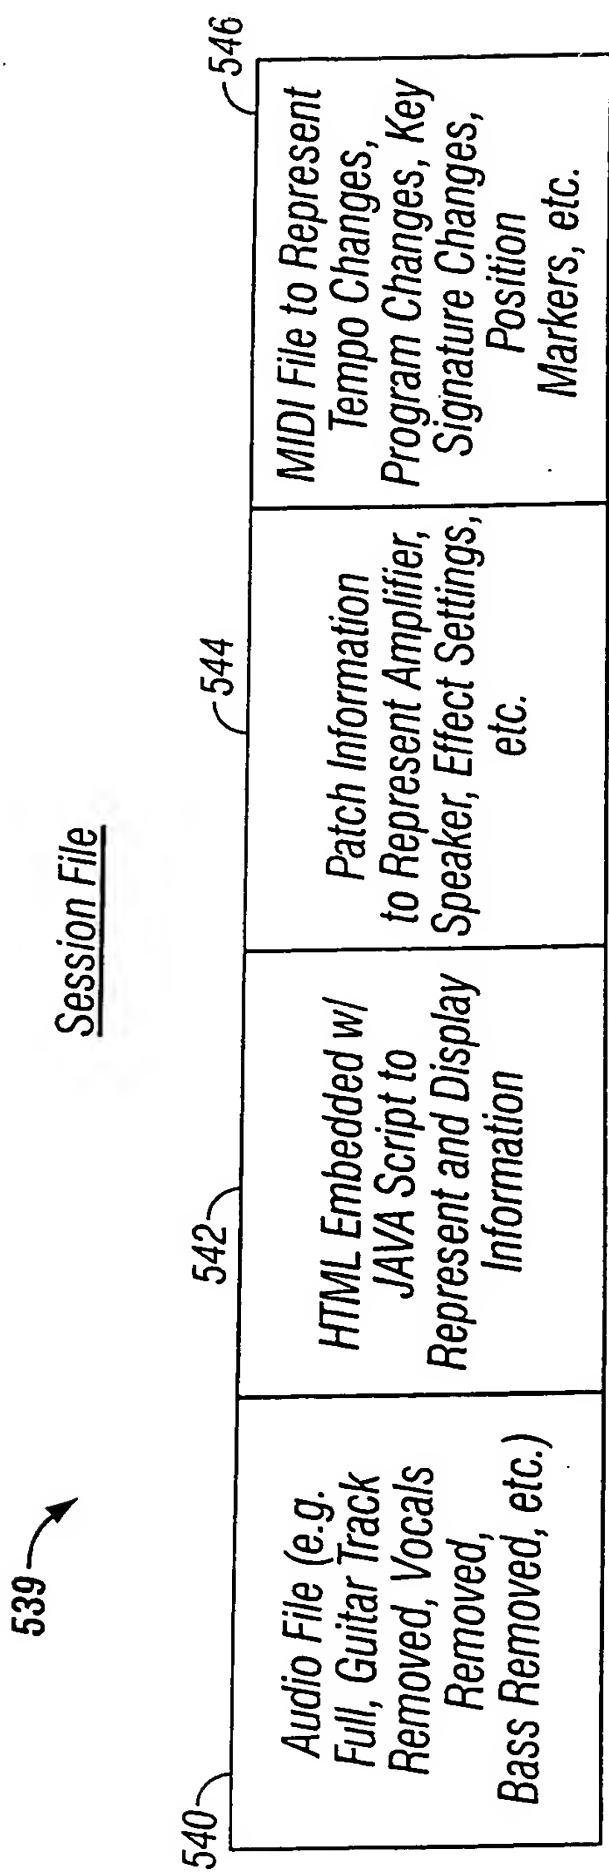 Session File
539
540
Audio File (e.g.
Full, Guitar Track
Removed, Vocals
Removed,
Bass Removed, etc.)
542
HTML Embedded w/
JAVA Script to
Represent and Display
Information
544
Patch Information
to Represent Amplifier,
Speaker, Effect Settings,
etc.
546
MIDI File to Represent
Tempo Changes,
Program Changes, Key
Signature Changes,
Position
Markers, etc.